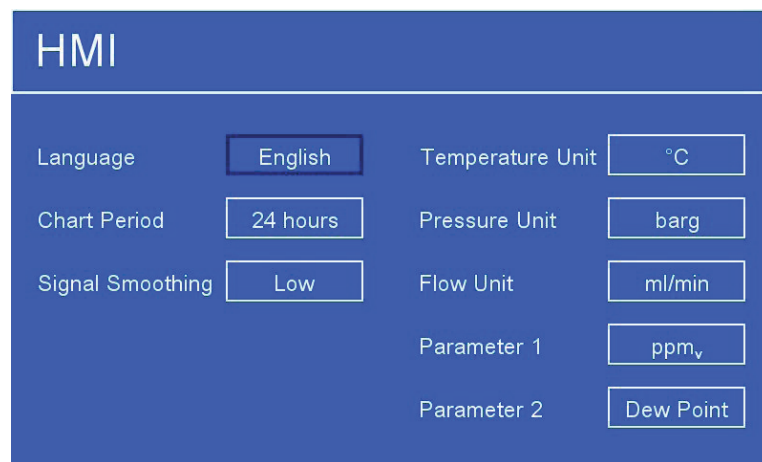 HMI
Language English Temperature Unit °C
Chart Period 24 hours Pressure Unit barg
Signal Smoothing Low Flow Unit ml/min
Parameter 1 ppmᵥ
Parameter 2 Dew Point